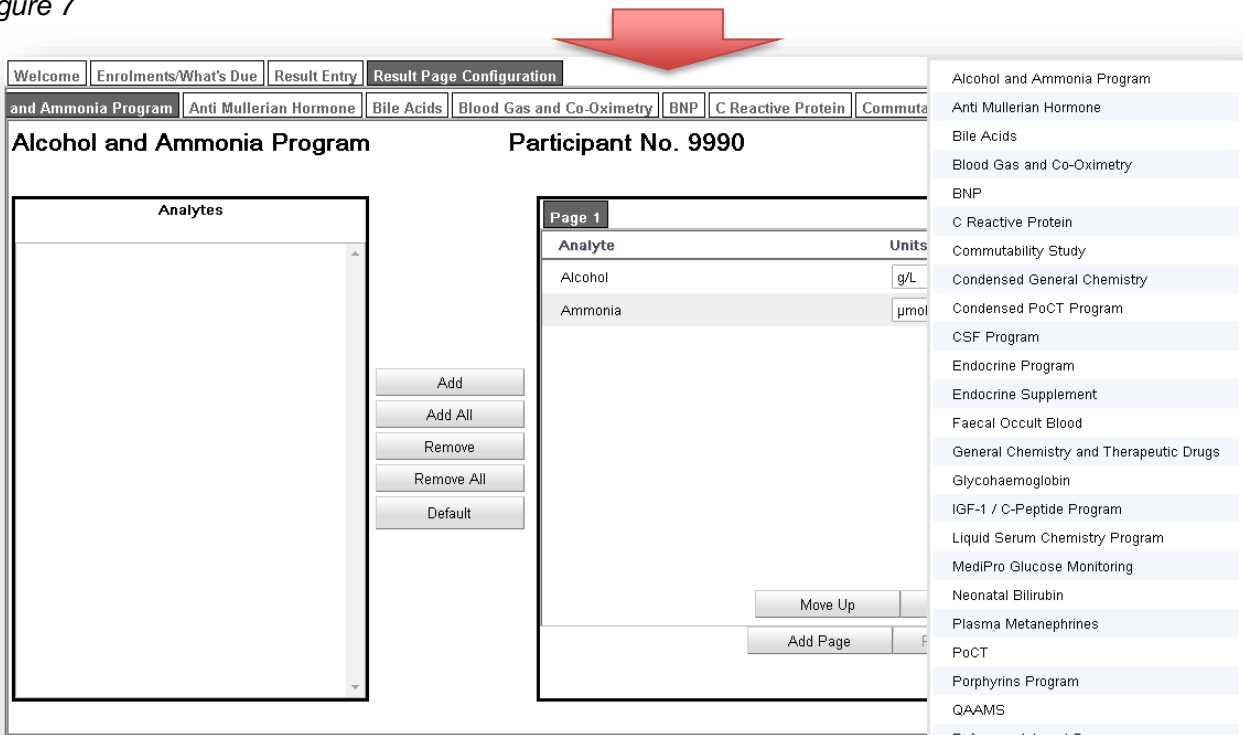 gure 7
Welcome Enrolments/What's Due Result Entry Result Page Configuration
and Ammonia Program Anti Mullerian Hormone Bile Acids Blood Gas and Co-Oximetry BNP C Reactive Protein Commuta
Alcohol and Ammonia Program Participant No. 9990
Analytes
Add
Add All
Remove
Remove All
Default
Page 1
Analyte Units
Alcohol g/L
Ammonia µmol
Move Up
Add Page
Alcohol and Ammonia Program
Anti Mullerian Hormone
Bile Acids
Blood Gas and Co-Oximetry
BNP
C Reactive Protein
Commutability Study
Condensed General Chemistry
Condensed PoCT Program
CSF Program
Endocrine Program
Endocrine Supplement
Faecal Occult Blood
General Chemistry and Therapeutic Drugs
Glycohaemoglobin
IGF-1 / C-Peptide Program
Liquid Serum Chemistry Program
MediPro Glucose Monitoring
Neonatal Bilirubin
Plasma Metanephrines
PoCT
Porphyrins Program
QAAMS